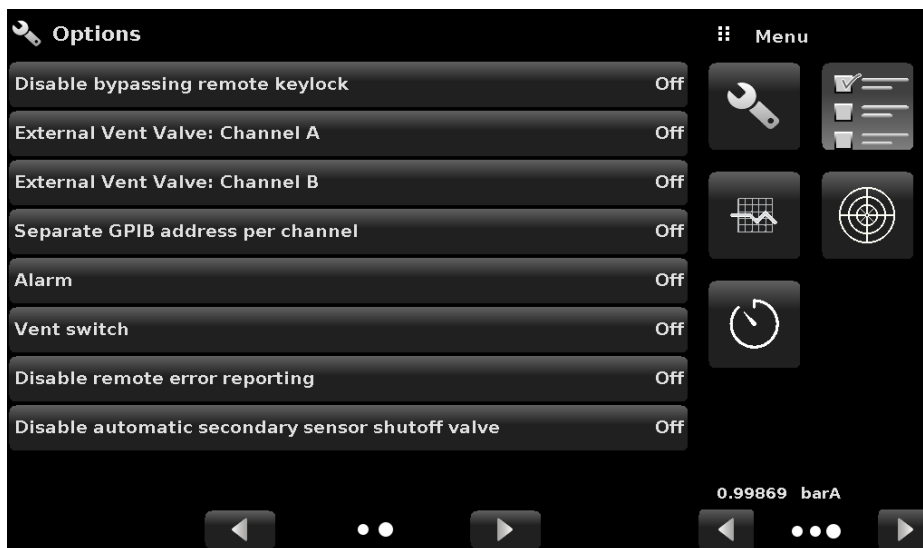 Options
Disable bypassing remote keylock Off
External Vent Valve: Channel A Off
External Vent Valve: Channel B Off
Separate GPIB address per channel Off
Alarm Off
Vent switch Off
Disable remote error reporting Off
Disable automatic secondary sensor shutoff valve Off
Menu
0.99869 barA